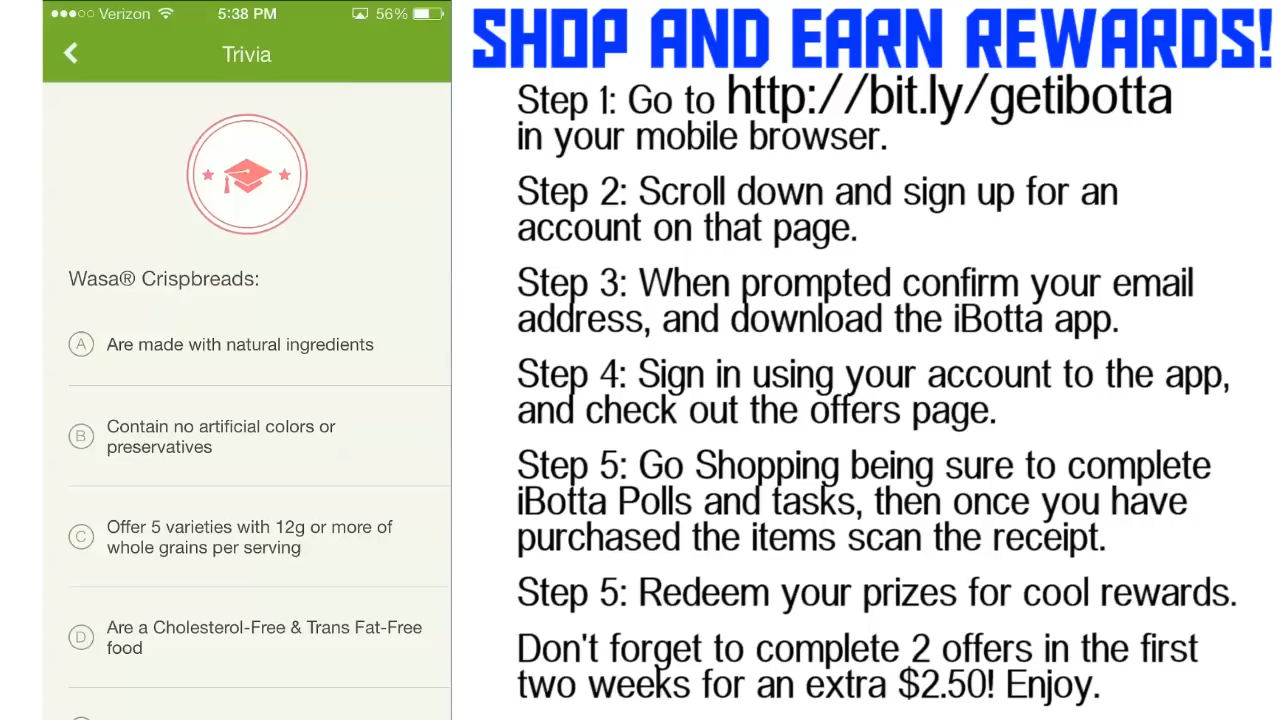 Verizon 5:38 PM 56%
Trivia
Wasa® Crispbreads:
A Are made with natural ingredients
B Contain no artificial colors or
preservatives
C Offer 5 varieties with 12g or more of
whole grains per serving
D Are a Cholesterol-Free & Trans Fat-Free
food
SHOP AND EARN REWARDS!
Step 1: Go to http://bit.ly/getibotta
in your mobile browser.
Step 2: Scroll down and sign up for an
account on that page.
Step 3: When prompted confirm your email
address, and download the iBotta app.
Step 4: Sign in using your account to the app,
and check out the offers page.
Step 5: Go Shopping being sure to complete
iBotta Polls and tasks, then once you have
purchased the items scan the receipt.
Step 5: Redeem your prizes for cool rewards.
Don't forget to complete 2 offers in the first
two weeks for an extra $2.50! Enjoy.